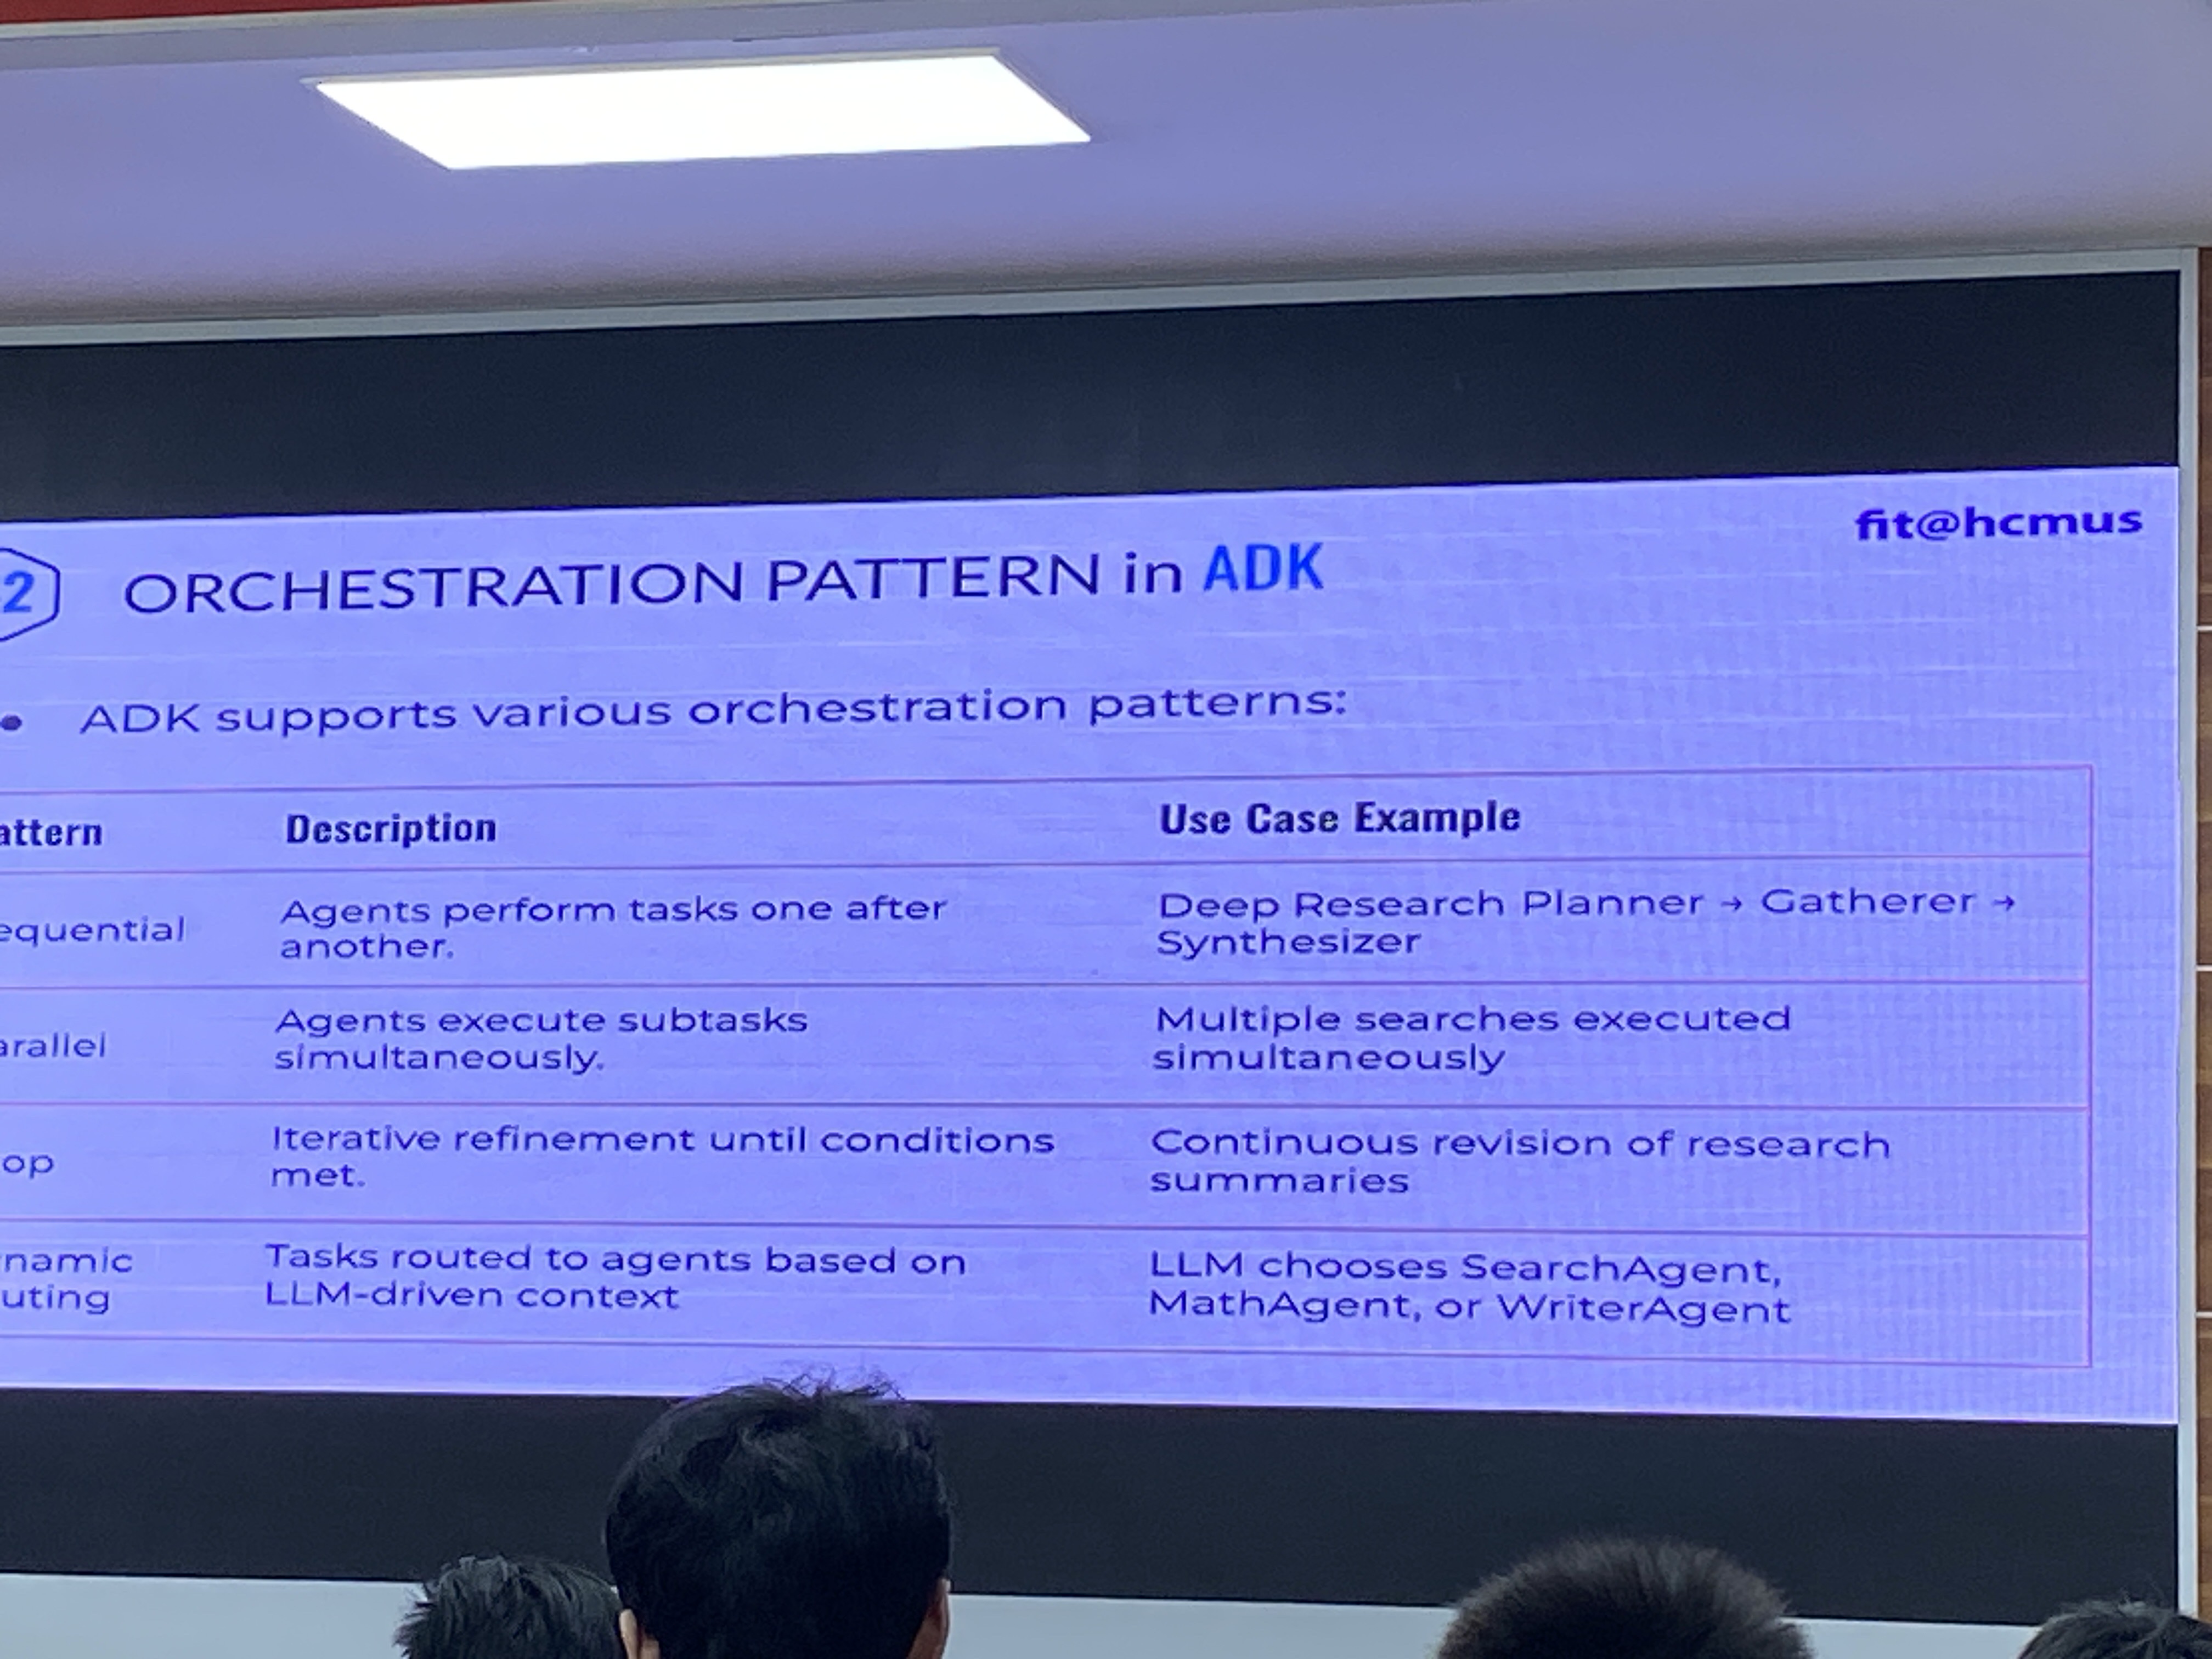 fit@hcmus
2 ORCHESTRATION PATTERN in ADK
• ADK supports various orchestration patterns:
attern Description Use Case Example
equential Agents perform tasks one after another. Deep Research Planner → Gatherer → Synthesizer
arallel Agents execute subtasks simultaneously. Multiple searches executed simultaneously
op Iterative refinement until conditions met. Continuous revision of research summaries
namic uting Tasks routed to agents based on LLM-driven context LLM chooses SearchAgent, MathAgent, or WriterAgent